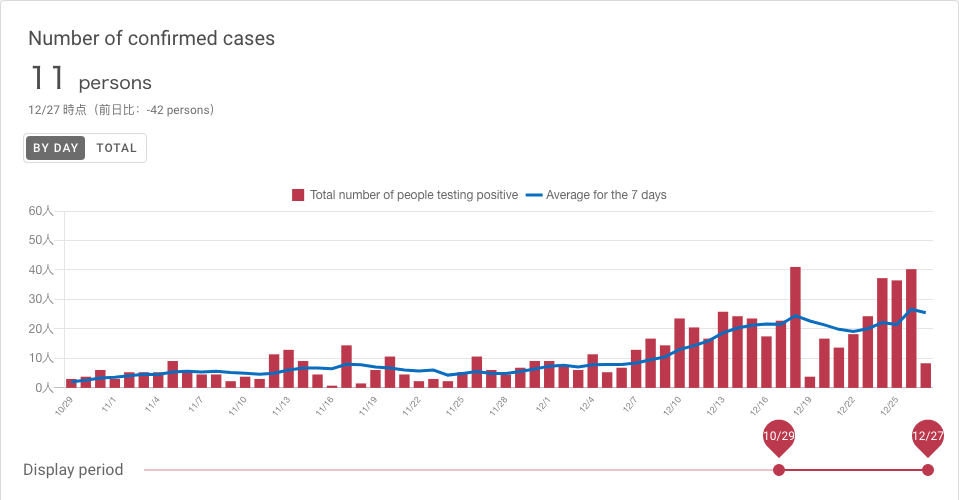 Number of confirmed cases
11 persons
12/27 時点（前日比：-42 persons）
BY DAY TOTAL
Total number of people testing positive Average for the 7 days
60人
50人
40人
30人
20人
10人
0人
10/29 11/1 11/4 11/7 11/10 11/13 11/16 11/19 11/22 11/25 11/28 12/1 12/4 12/7 12/10 12/13 12/16 12/19 12/22 12/25
10/29 12/27
Display period